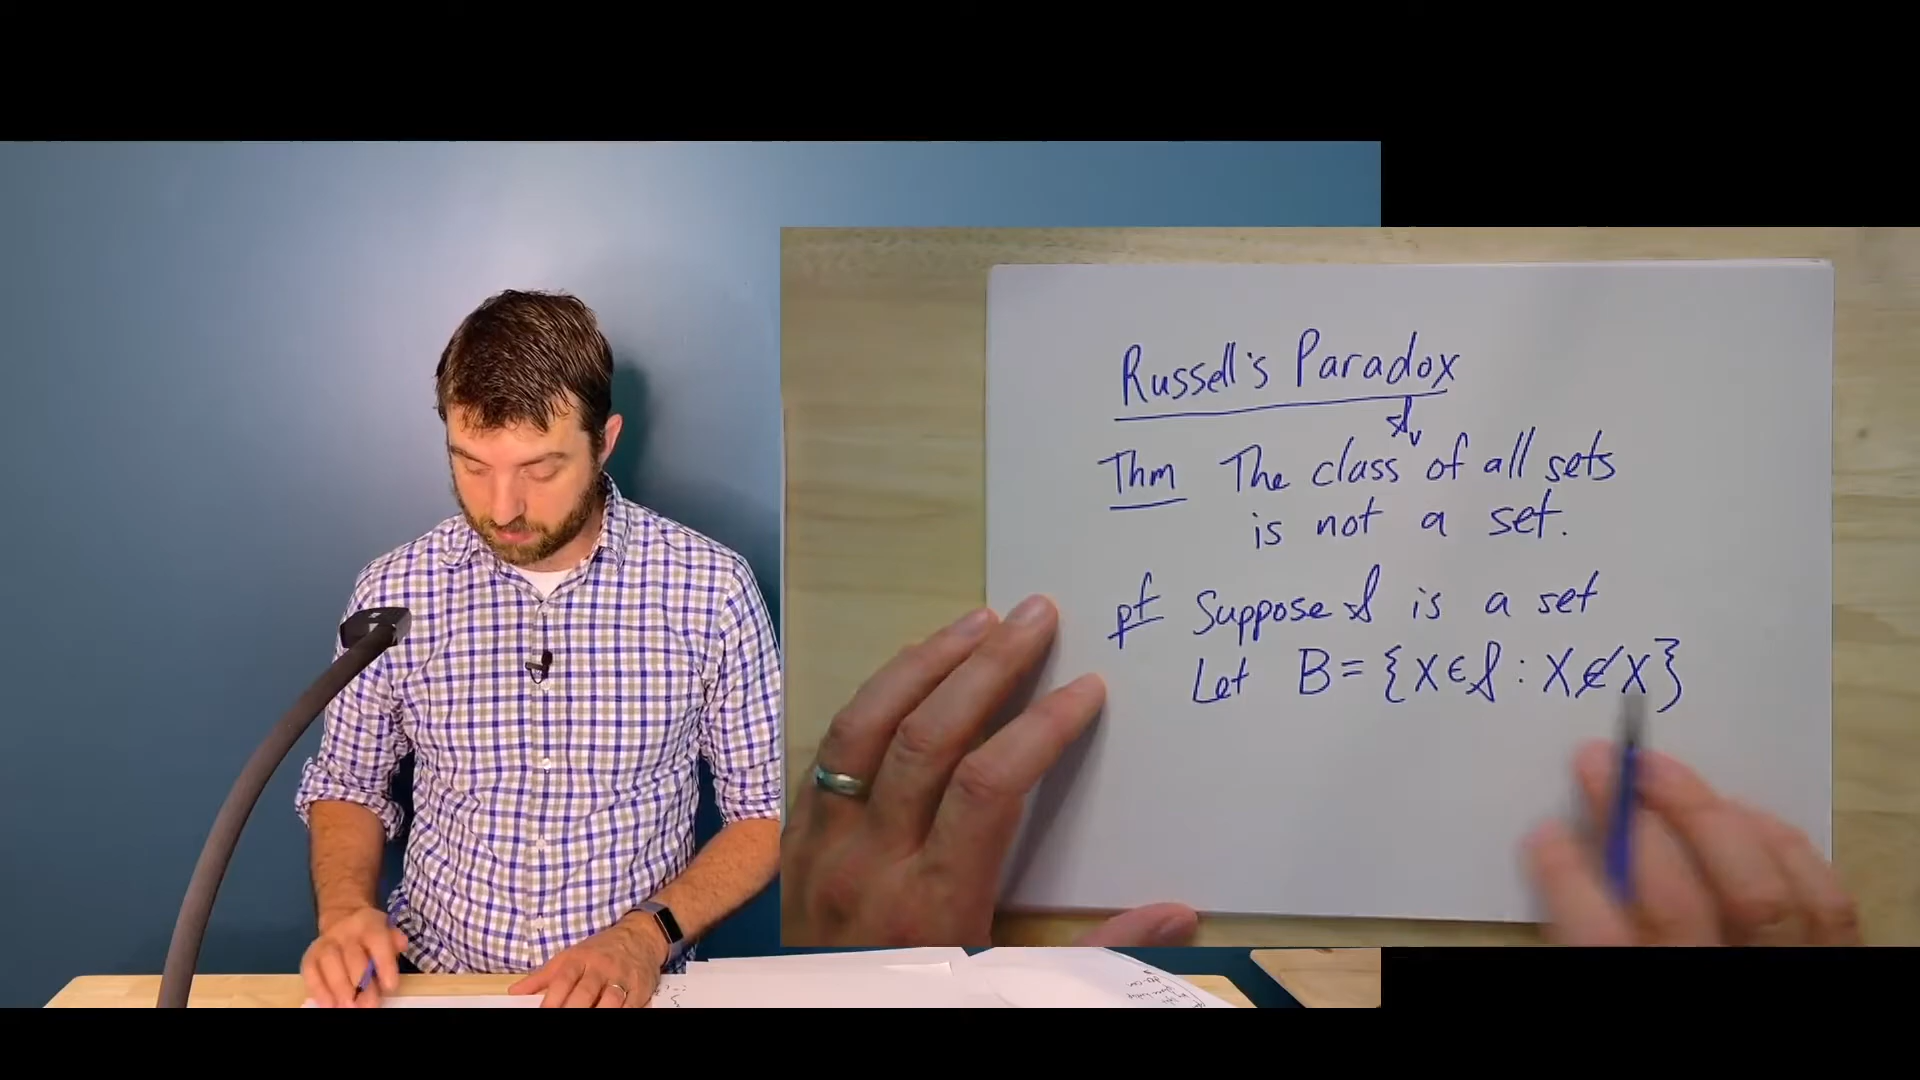 Russell's Paradox
𝒮
Thm The class of all sets
is not a set.
pf Suppose 𝒮 is a set
Let B = {x ∈ 𝒮 : x ∉ x}